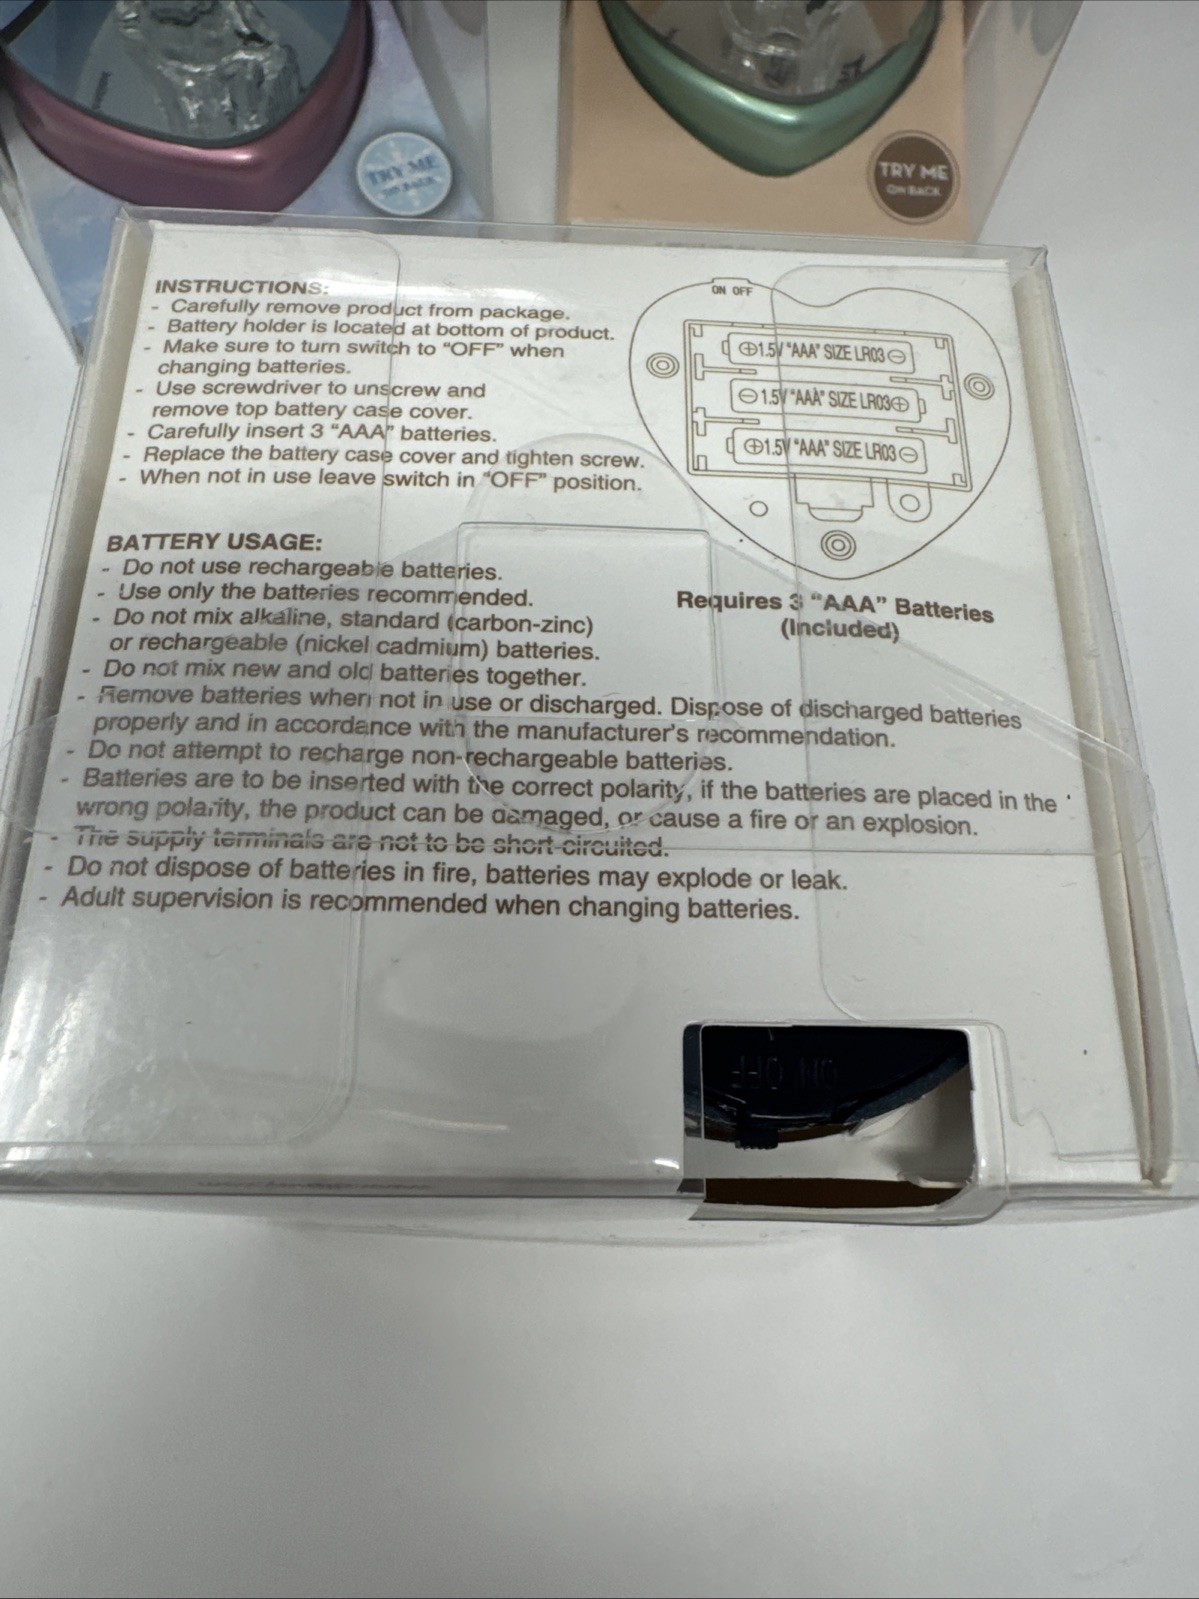 TRY ME
ON BACK
TRY ME
ON BACK
INSTRUCTIONS:
- Carefully remove product from package.
- Battery holder is located at bottom of product.
- Make sure to turn switch to "OFF" when
changing batteries.
- Use screwdriver to unscrew and
remove top battery case cover.
- Carefully insert 3 "AAA" batteries.
- Replace the battery case cover and tighten screw.
- When not in use leave switch in "OFF" position.
ON OFF
⊕1.5V "AAA" SIZE LR03⊖
⊖1.5V "AAA" SIZE LR03⊕
⊕1.5V "AAA" SIZE LR03⊖
Requires 3 "AAA" Batteries
(Included)
BATTERY USAGE:
- Do not use rechargeable batteries.
- Use only the batteries recommended.
- Do not mix alkaline, standard (carbon-zinc)
or rechargeable (nickel cadmium) batteries.
- Do not mix new and old batteries together.
- Remove batteries when not in use or discharged. Dispose of discharged batteries
properly and in accordance with the manufacturer's recommendation.
- Do not attempt to recharge non-rechargeable batteries.
- Batteries are to be inserted with the correct polarity, if the batteries are placed in the
wrong polarity, the product can be damaged, or cause a fire or an explosion.
- The supply terminals are not to be short-circuited.
- Do not dispose of batteries in fire, batteries may explode or leak.
- Adult supervision is recommended when changing batteries.
ON OFF